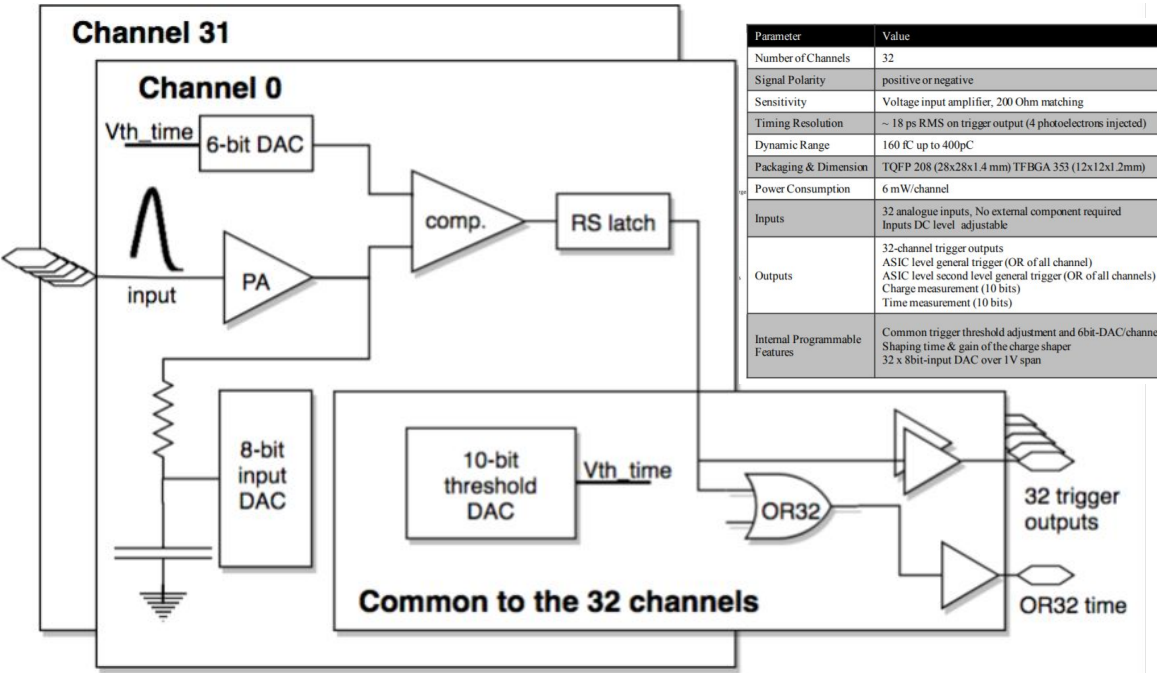 Channel 31
Channel 0
Vth_time
6-bit DAC
comp.
RS latch
PA
input
8-bit
input
DAC
10-bit
threshold
DAC
Vth_time
OR32
32 trigger
outputs
OR32 time
Common to the 32 channels
Parameter Value
Number of Channels 32
Signal Polarity positive or negative
Sensitivity Voltage input amplifier, 200 Ohm matching
Timing Resolution ~ 18 ps RMS on trigger output (4 photoelectrons injected)
Dynamic Range 160 fC up to 400pC
Packaging & Dimension TQFP 208 (28x28x1.4 mm) TFBGA 353 (12x12x1.2mm)
Power Consumption 6 mW/channel
Inputs 32 analogue inputs, No external component required
Inputs DC level adjustable
Outputs 32-channel trigger outputs
ASIC level general trigger (OR of all channel)
ASIC level second level general trigger (OR of all channels)
Charge measurement (10 bits)
Time measurement (10 bits)
Internal Programmable
Features
Common trigger threshold adjustment and 6bit-DAC/channe
Shaping time & gain of the charge shaper
32 x 8bit-input DAC over 1V span